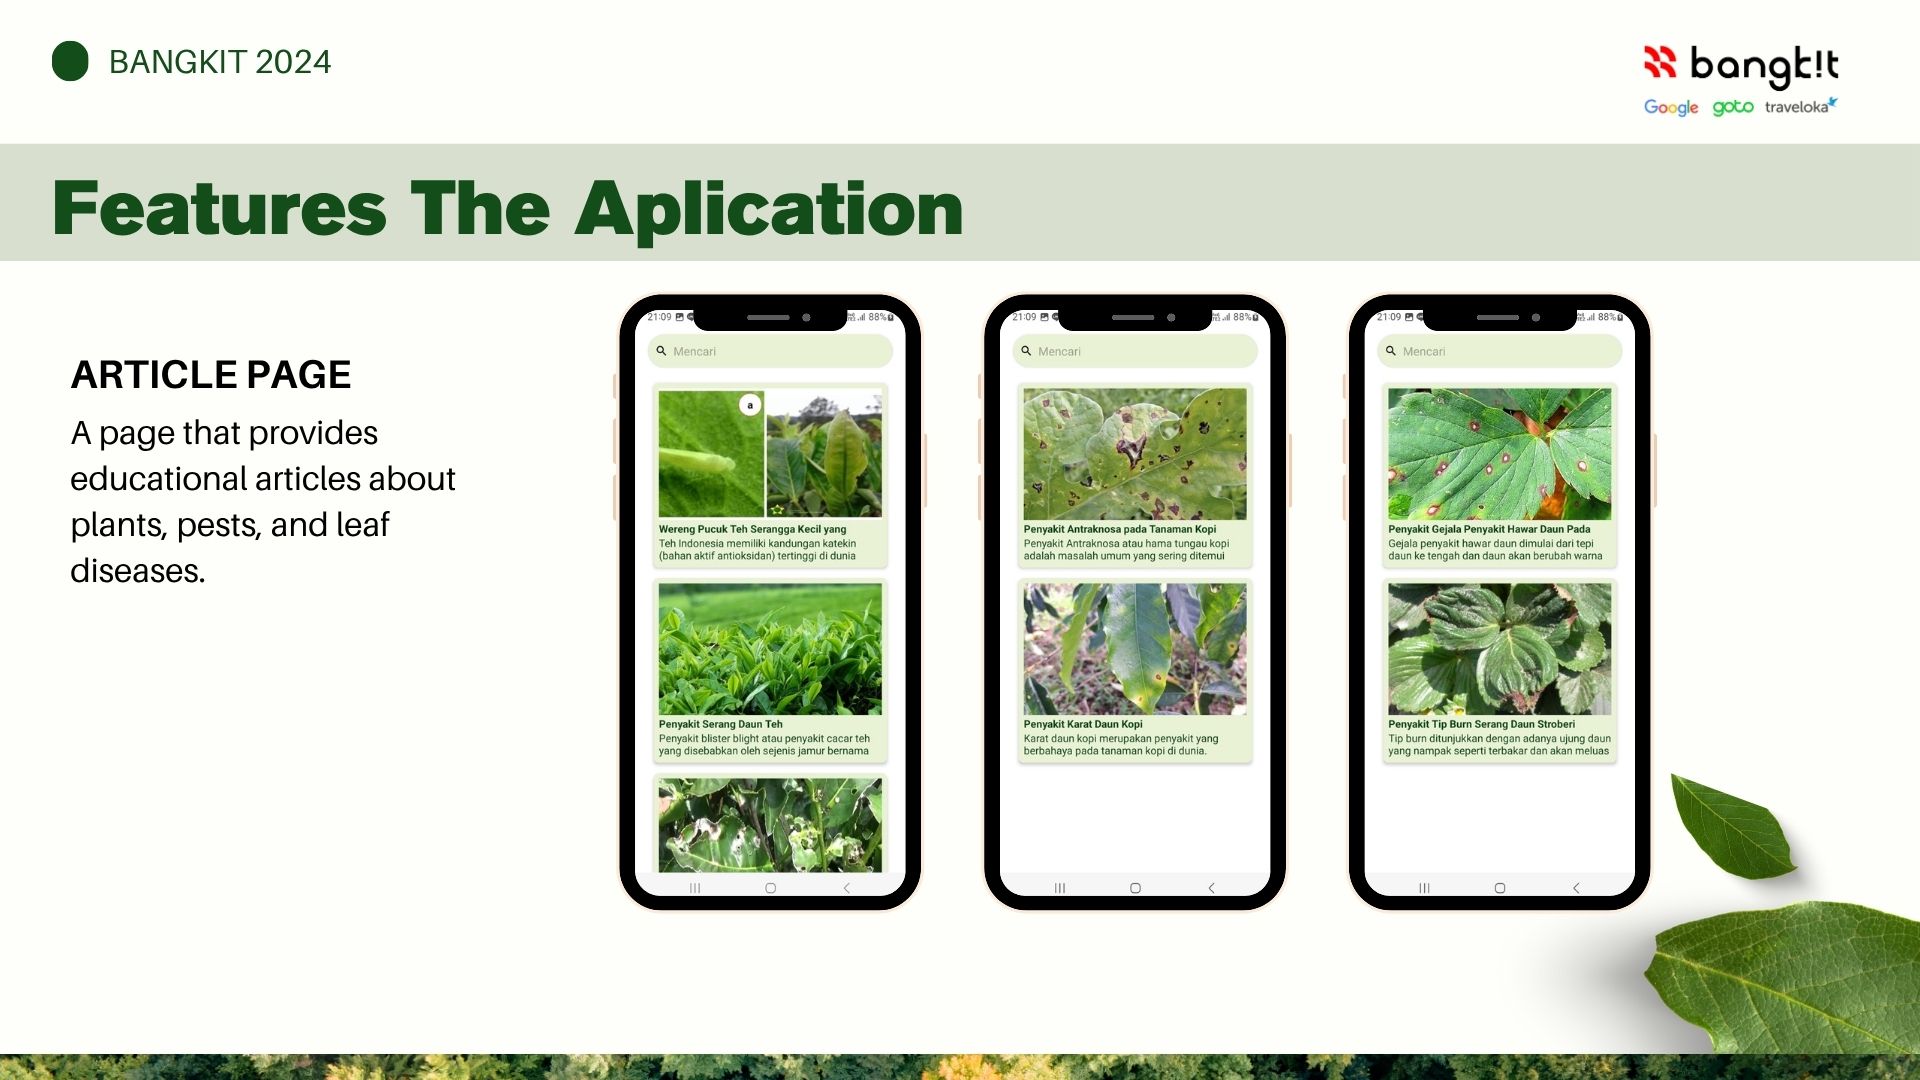 BANGKIT 2024
bangk!t
Google goto traveloka
Features The Aplication
ARTICLE PAGE
A page that provides
educational articles about
plants, pests, and leaf
diseases.
21:09 88%
Mencari
a
Wereng Pucuk Teh Serangga Kecil yang
Teh Indonesia memiliki kandungan katekin
(bahan aktif antioksidan) tertinggi di dunia
Penyakit Serang Daun Teh
Penyakit blister blight atau penyakit cacar teh
yang disebabkan oleh sejenis jamur bernama
21:09 88%
Mencari
Penyakit Antraknosa pada Tanaman Kopi
Penyakit Antraknosa atau hama tungau kopi
adalah masalah umum yang sering ditemui
Penyakit Karat Daun Kopi
Karat daun kopi merupakan penyakit yang
berbahaya pada tanaman kopi di dunia.
21:09 88%
Mencari
Penyakit Gejala Penyakit Hawar Daun Pada
Gejala penyakit hawar daun dimulai dari tepi
daun ke tengah dan daun akan berubah warna
Penyakit Tip Burn Serang Daun Stroberi
Tip burn ditunjukkan dengan adanya ujung daun
yang nampak seperti terbakar dan akan meluas